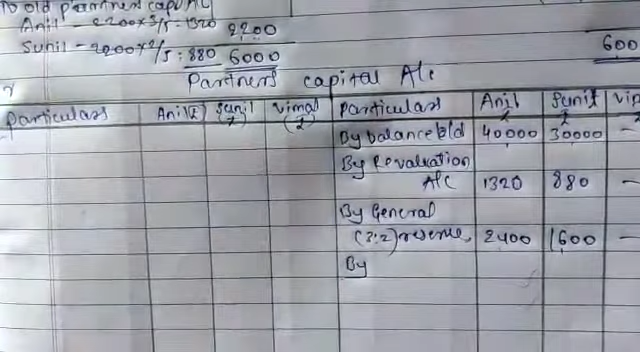 To old partners capital A/c
Anil - 2200 x 3/5 = 1320 2200
Sunil - 2200 x 2/5 = 880 6000 600
Partners capital A/c
Particulars Anil (₹) Sunil ₹ Vimal (₹) Particulars Anil ₹ Sunil ₹
By balance b/d 40000 30000 -
By Revaluation
A/c 1320 880 -
By General
(3:2) reserve, 2400 1600 -
By